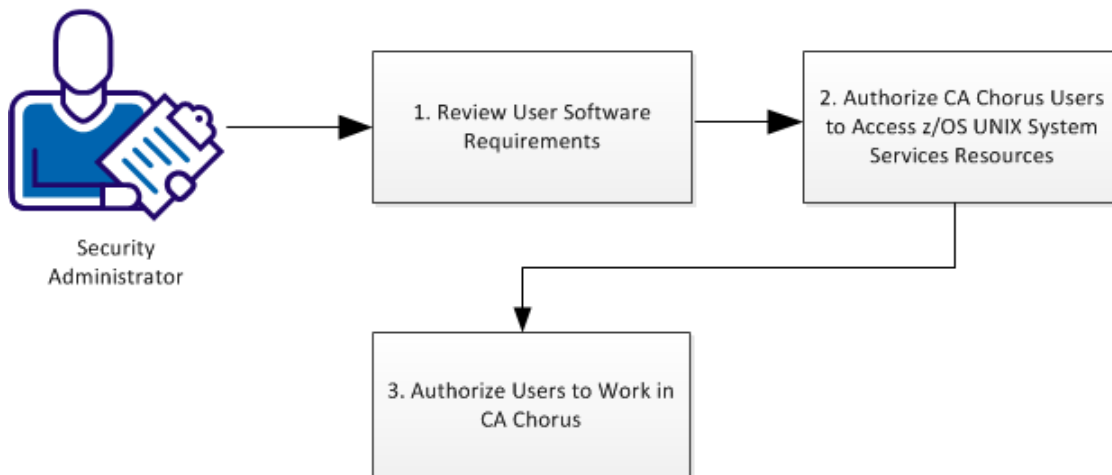 Security
Administrator
1. Review User Software
Requirements
2. Authorize CA Chorus Users
to Access z/OS UNIX System
Services Resources
3. Authorize Users to Work in
CA Chorus